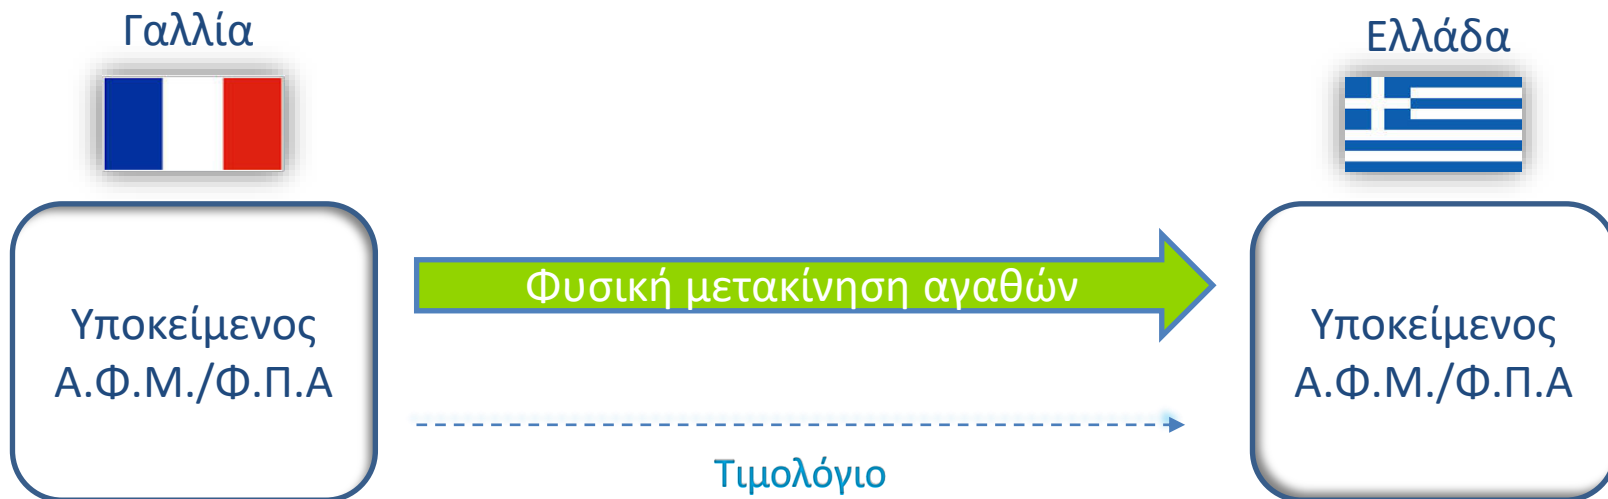 Γαλλία
Ελλάδα
Υποκείμενος
Α.Φ.Μ./Φ.Π.Α
Φυσική μετακίνηση αγαθών
Τιμολόγιο
Υποκείμενος
Α.Φ.Μ./Φ.Π.Α